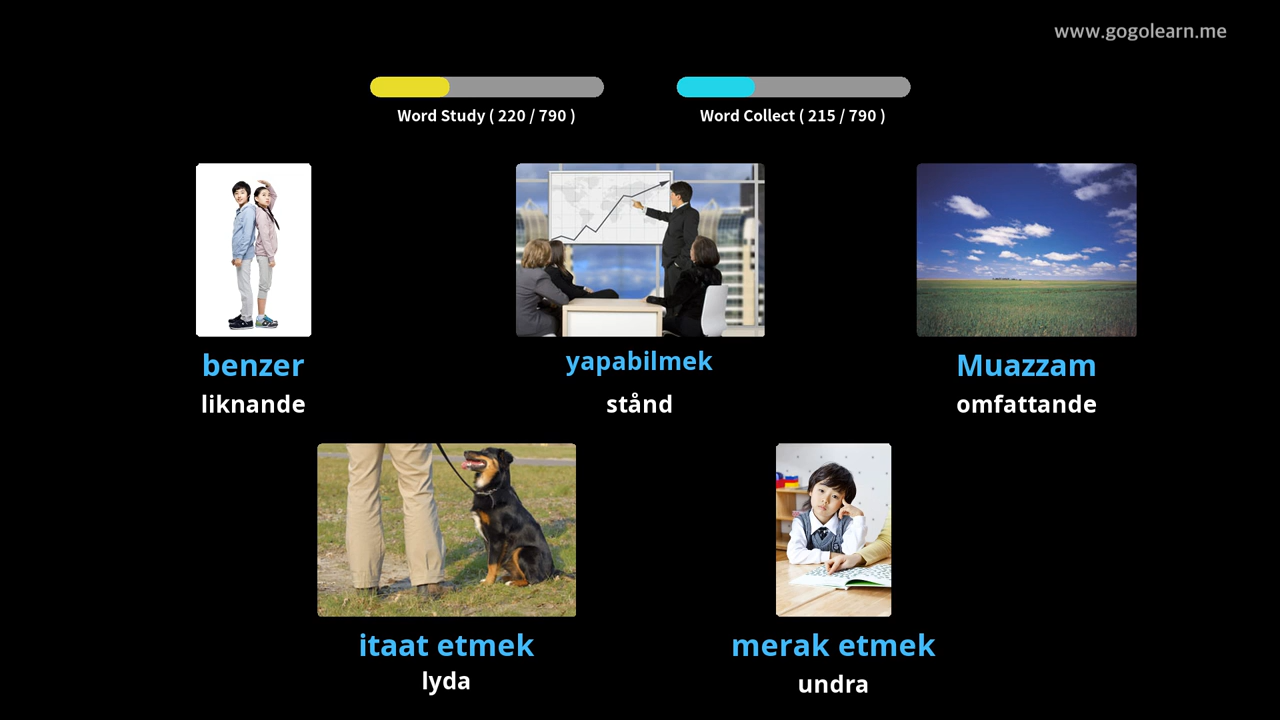 www.gogolearn.me
Word Study ( 220 / 790 )
Word Collect ( 215 / 790 )
benzer
liknande
yapabilmek
stånd
Muazzam
omfattande
itaat etmek
lyda
merak etmek
undra